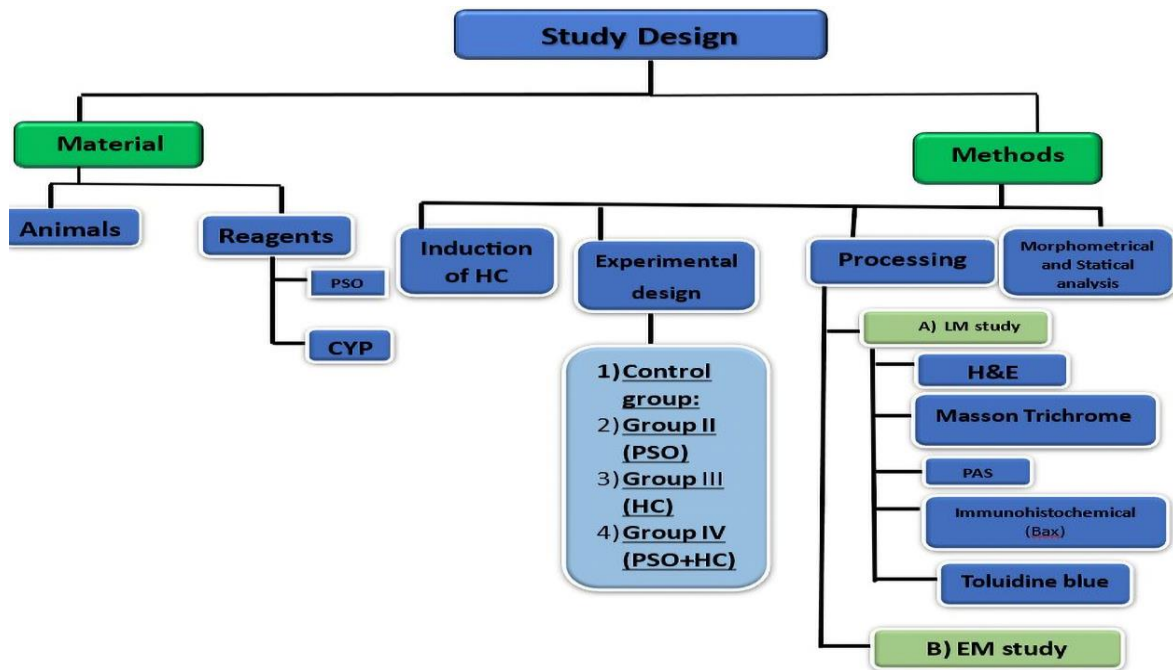 Study Design
Material
Methods
Animals
Reagents
PSO
CYP
Induction
of HC
Experimental
design
1) Control
group:
2) Group II
(PSO)
3) Group III
(HC)
4) Group IV
(PSO+HC)
Processing
A) LM study
H&E
Masson Trichrome
PAS
Immunohistochemical
(Bax)
Toluidine blue
B) EM study
Morphometrical
and Statical
analysis